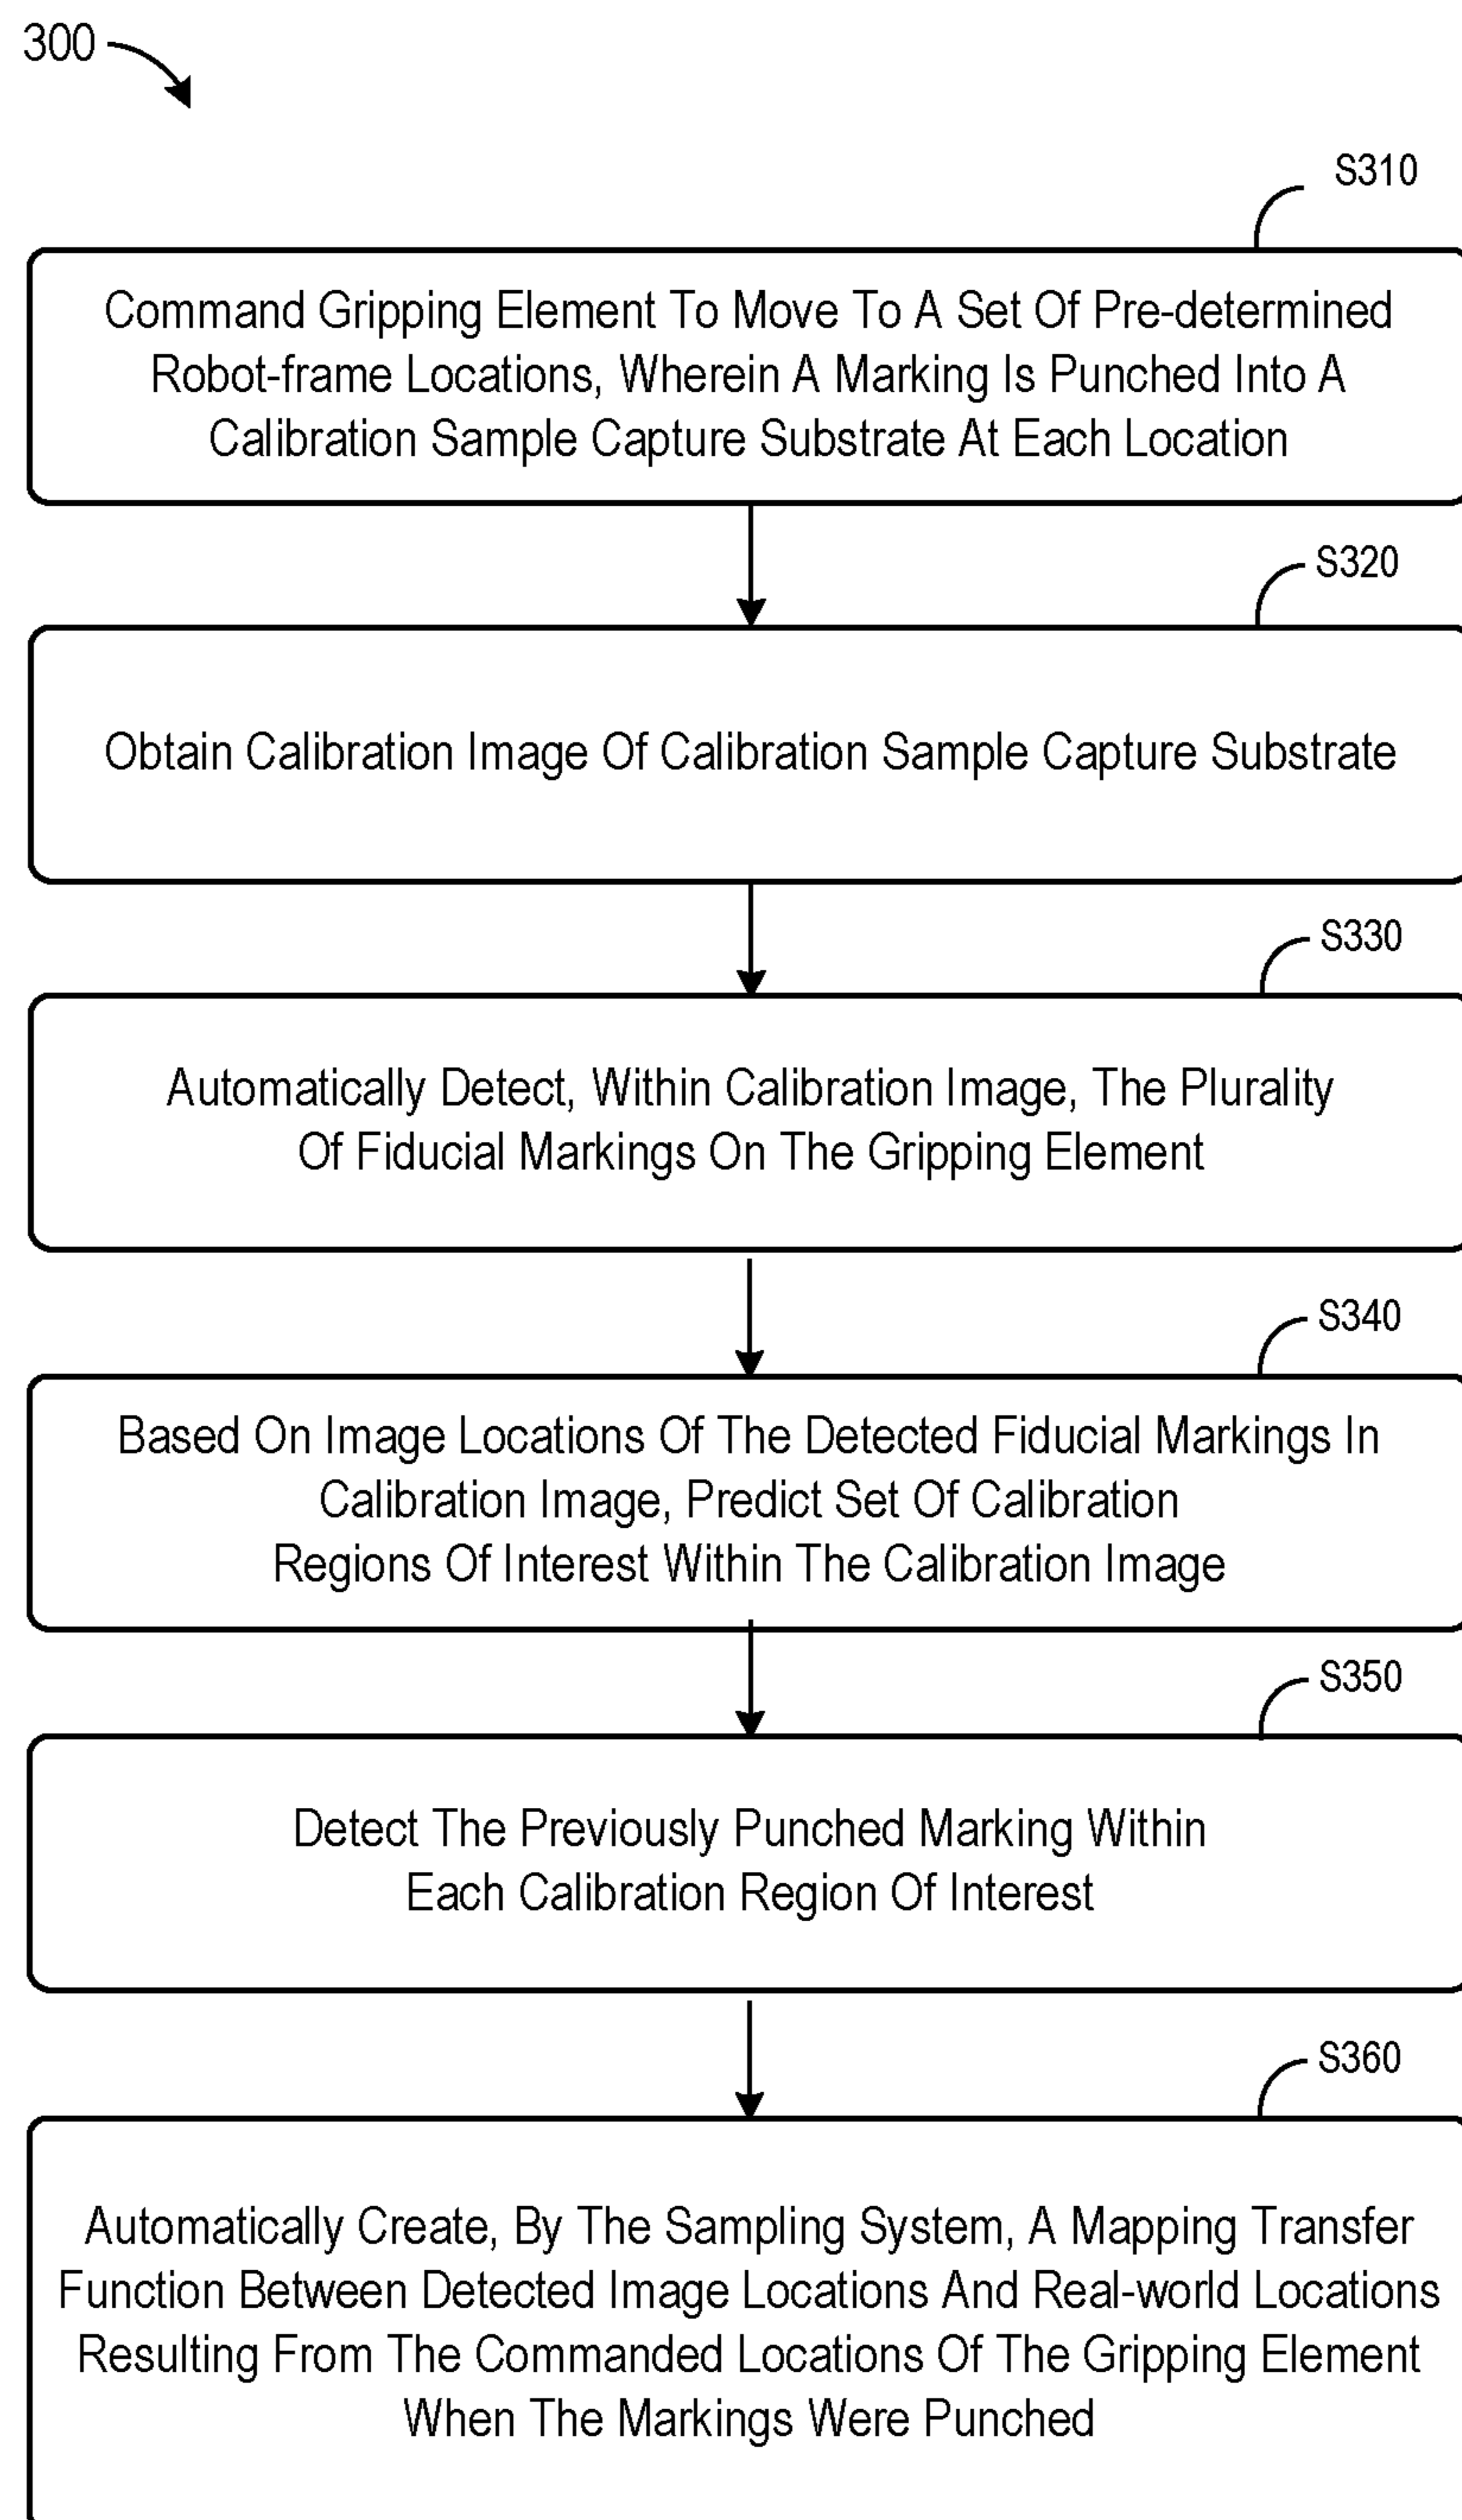 300
S310
Command Gripping Element To Move To A Set Of Pre-determined
Robot-frame Locations, Wherein A Marking Is Punched Into A
Calibration Sample Capture Substrate At Each Location
S320
Obtain Calibration Image Of Calibration Sample Capture Substrate
S330
Automatically Detect, Within Calibration Image, The Plurality
Of Fiducial Markings On The Gripping Element
S340
Based On Image Locations Of The Detected Fiducial Markings In
Calibration Image, Predict Set Of Calibration
Regions Of Interest Within The Calibration Image
S350
Detect The Previously Punched Marking Within
Each Calibration Region Of Interest
S360
Automatically Create, By The Sampling System, A Mapping Transfer
Function Between Detected Image Locations And Real-world Locations
Resulting From The Commanded Locations Of The Gripping Element
When The Markings Were Punched